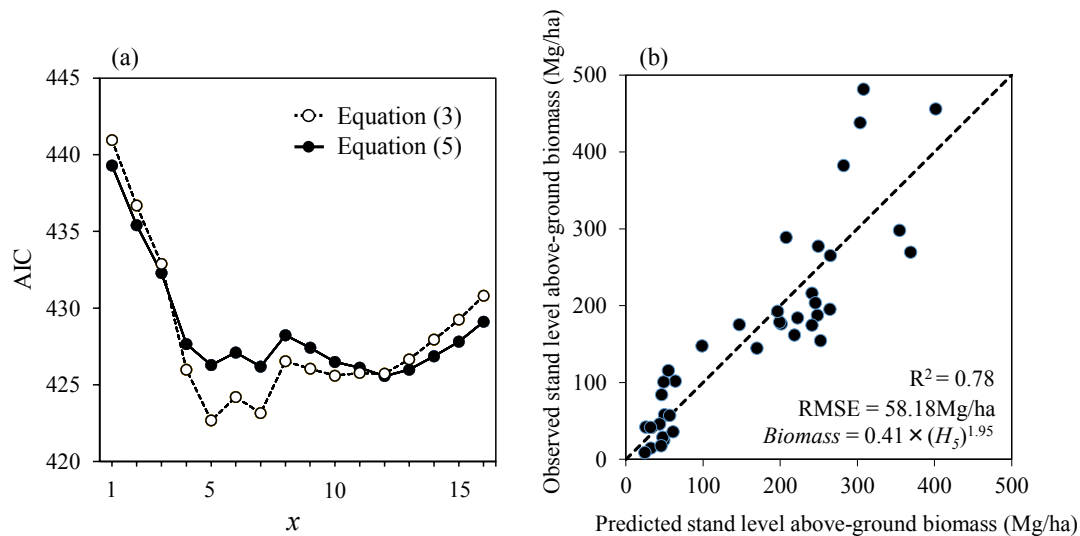 (a)
445
440
435
430
425
420
AIC
Equation (3)
Equation (5)
1 5 10 15
x
(b)
Observed stand level above-ground biomass (Mg/ha)
500
400
300
200
100
0
R² = 0.78
RMSE = 58.18Mg/ha
Biomass = 0.41 × (H₅)¹·⁹⁵
0 100 200 300 400 500
Predicted stand level above-ground biomass (Mg/ha)